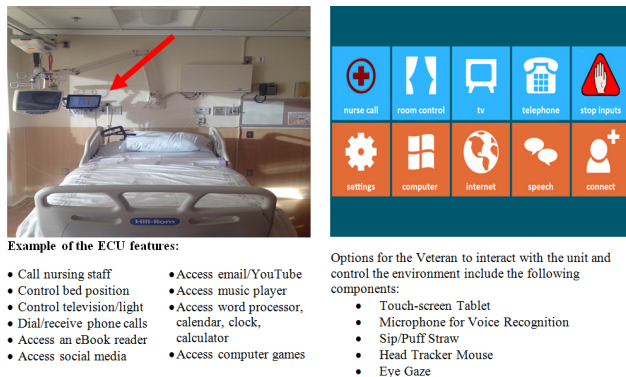 Hill-Rom
nurse call
room control
tv
telephone
stop inputs
settings
computer
internet
speech
connect
Example of the ECU features:
• Call nursing staff
• Control bed position
• Control television/light
• Dial/receive phone calls
• Access an eBook reader
• Access social media
• Access email/YouTube
• Access music player
• Access word processor,
calendar, clock,
calculator
• Access computer games
Options for the Veteran to interact with the unit and
control the environment include the following
components:
• Touch-screen Tablet
• Microphone for Voice Recognition
• Sip/Puff Straw
• Head Tracker Mouse
• Eye Gaze